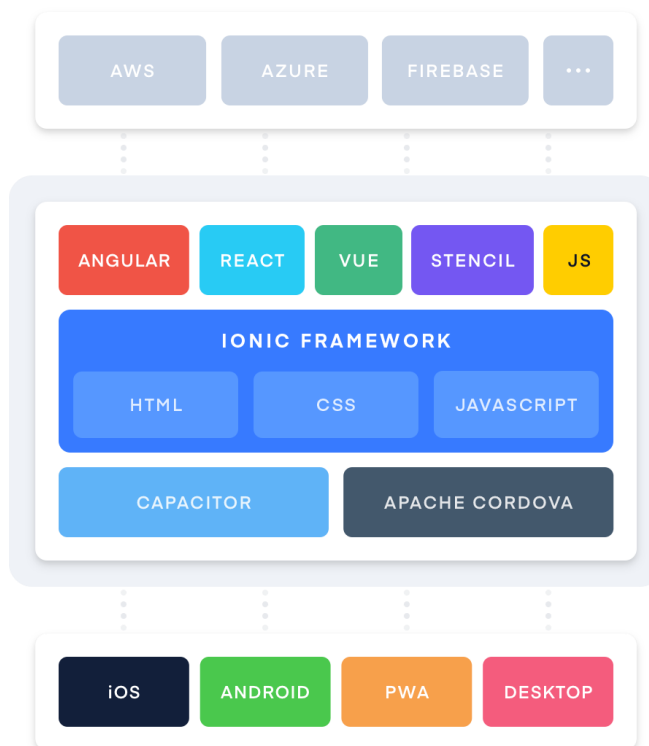 AWS AZURE FIREBASE ...
ANGULAR REACT VUE STENCIL JS
IONIC FRAMEWORK
HTML CSS JAVASCRIPT
CAPACITOR APACHE CORDOVA
iOS ANDROID PWA DESKTOP